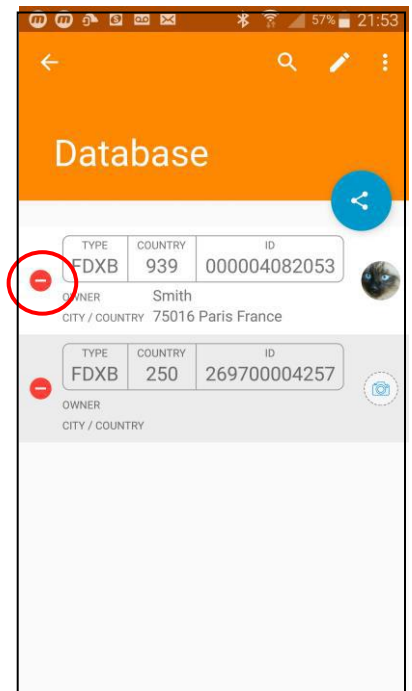 57% 21:53
Database
TYPE COUNTRY ID
FDXB 939 000004082053
OWNER Smith
CITY / COUNTRY 75016 Paris France
TYPE COUNTRY ID
FDXB 250 269700004257
OWNER
CITY / COUNTRY